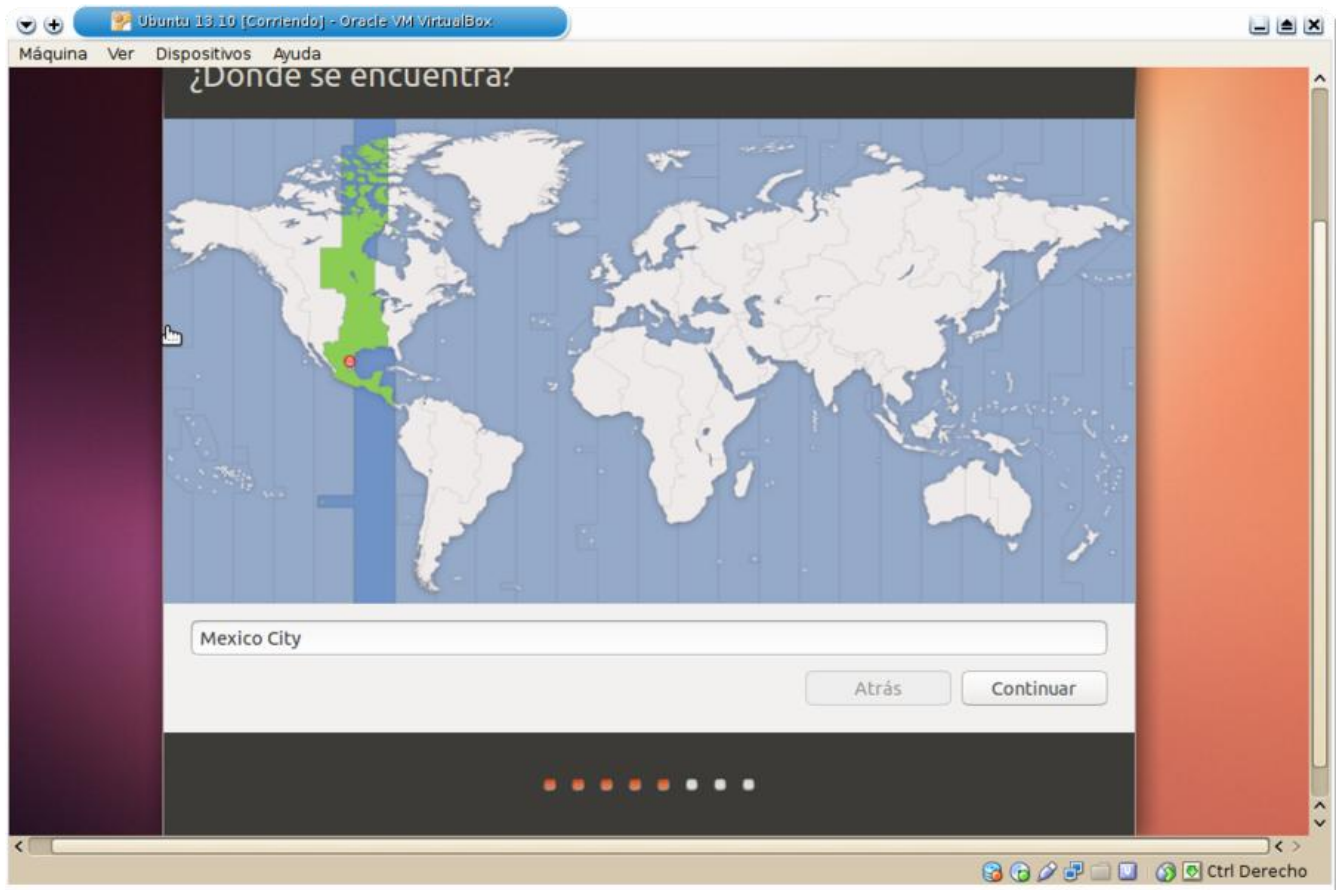 Ubuntu 13.10 [Corriendo] - Oracle VM VirtualBox
Máquina Ver Dispositivos Ayuda
¿Dónde se encuentra?
Mexico City
Atrás Continuar
Ctrl Derecho